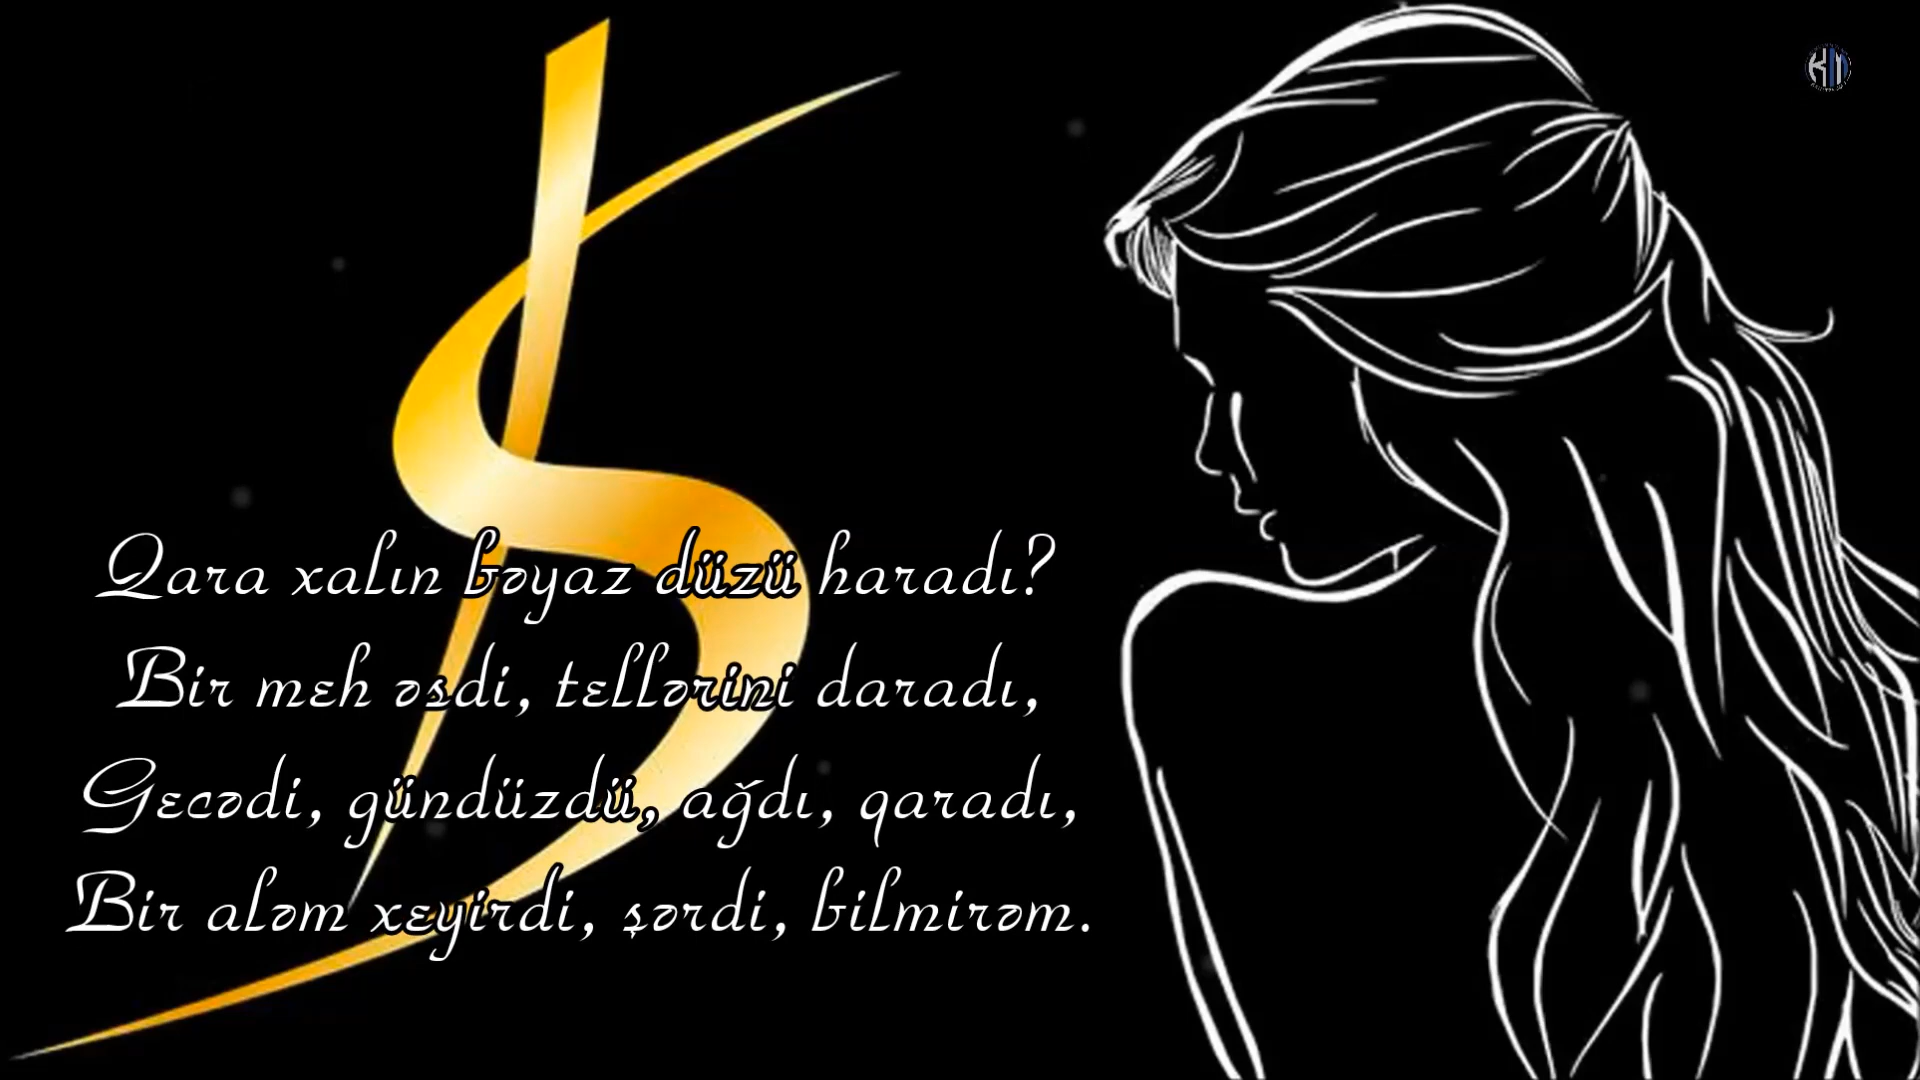 Qara xalın bəyaz düzü haradı?
Bir meh əsdi, tellərini daradı,
Gecədi, gündüzdü, ağdı, qaradı,
Bir aləm xeyirdi, şərdi, bilmirəm.